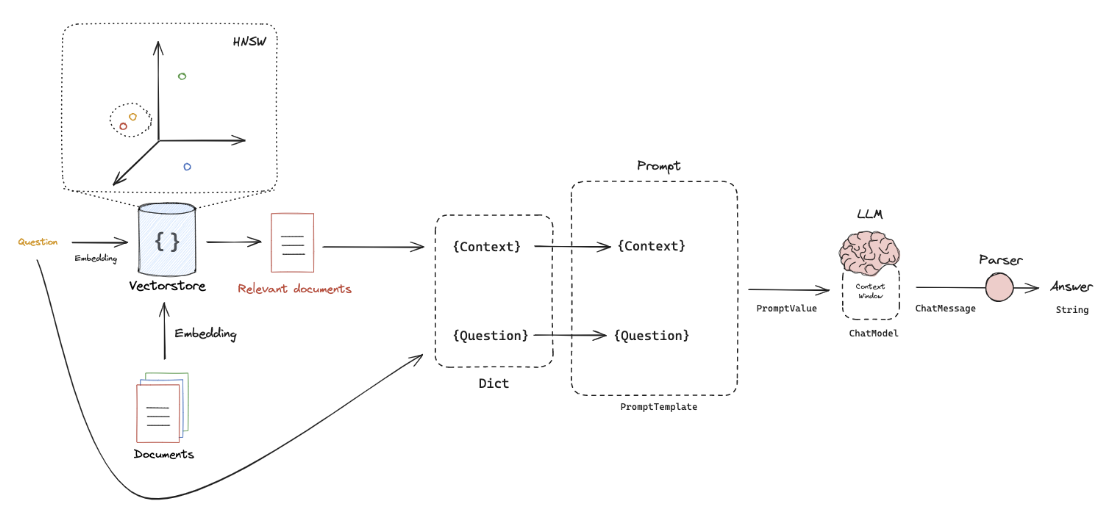 HNSW
Question
Embedding
{ }
Vectorstore
Relevant documents
Embedding
Documents
{Context}
{Question}
Dict
Prompt
{Context}
{Question}
PromptTemplate
PromptValue
LLM
Context
Window
ChatModel
ChatMessage
Parser
Answer
String